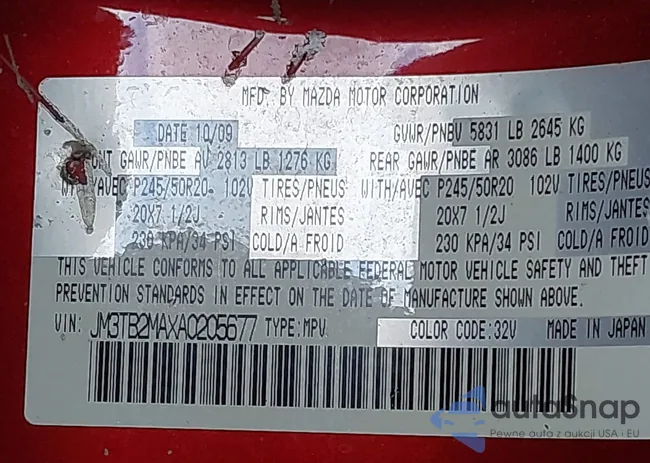 MFD. BY MAZDA MOTOR CORPORATION
DATE 10/09 GVWR/PNBV 5831 LB 2645 KG
GAWR/PNBE AV 2813 LB 1276 KG REAR GAWR/PNBE AR 3086 LB 1400 KG
WITH/AVEC P245/50R20 102V TIRES/PNEUS WITH/AVEC P245/50R20 102V TIRES/PNEUS
20X7 1/2J RIMS/JANTES 20X7 1/2J RIMS/JANTES
230 KPA/34 PSI COLD/A FROID 230 KPA/34 PSI COLD/A FROID
THIS VEHICLE CONFORMS TO ALL APPLICABLE FEDERAL MOTOR VEHICLE SAFETY AND THEFT
PREVENTION STANDARDS IN EFFECT ON THE DATE OF MANUFACTURE SHOWN ABOVE.
VIN: JM3TB2MAXA0205677 TYPE:MPV COLOR CODE:32V MADE IN JAPAN
autoSnap
Pewne auta z aukcji USA · EU